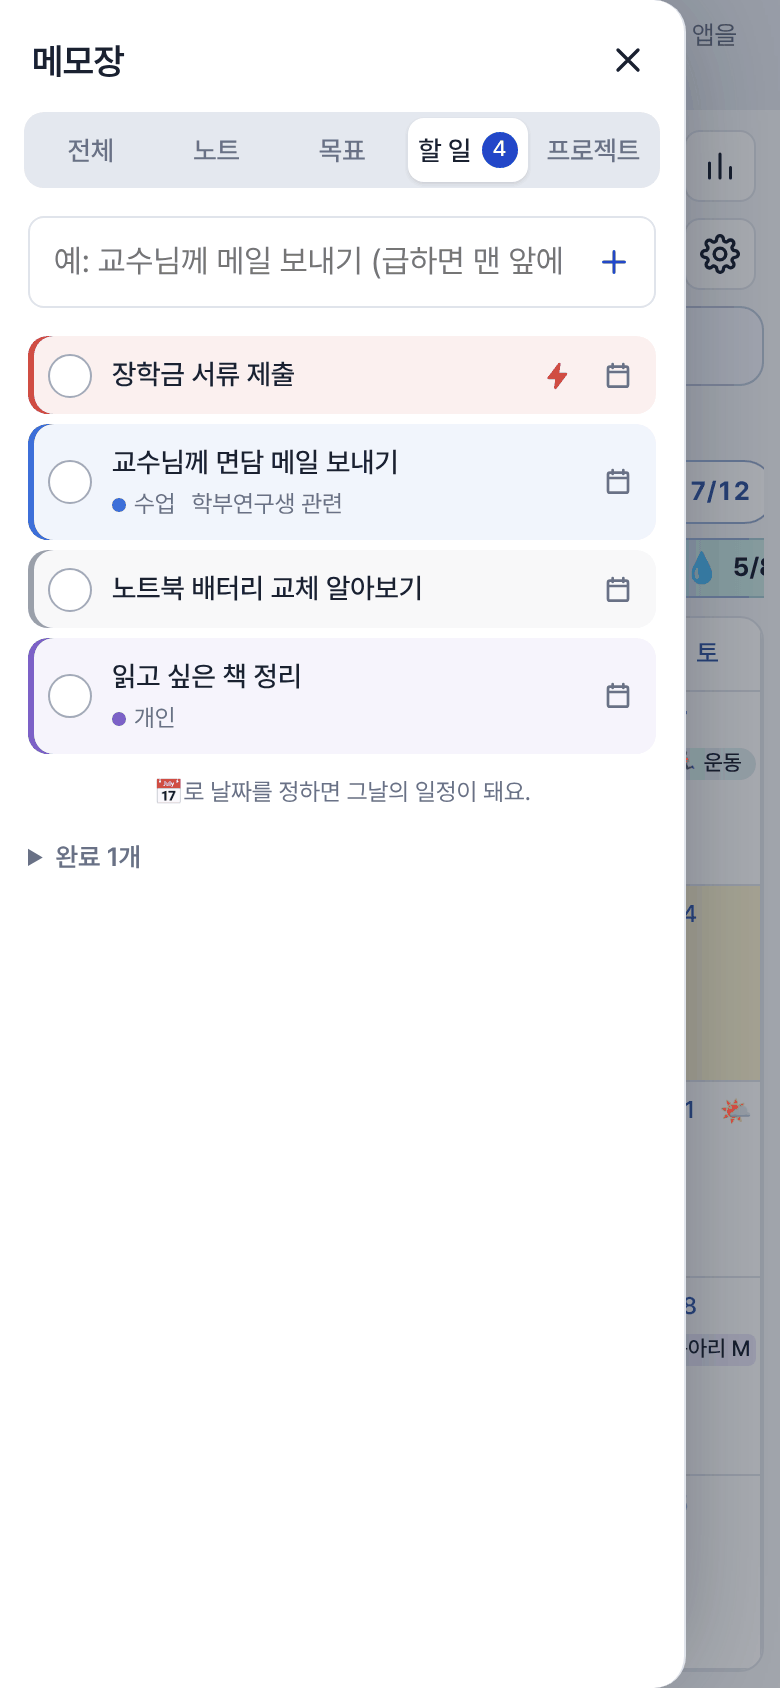 메모장
앱을
전체 노트 목표 할 일 4 프로젝트
예: 교수님께 메일 보내기 (급하면 맨 앞에
장학금 서류 제출
교수님께 면담 메일 보내기
수업 학부연구생 관련
7/12
노트북 배터리 교체 알아보기
5/8
토
읽고 싶은 책 정리
개인
운동
📅로 날짜를 정하면 그날의 일정이 돼요.
완료 1개
4
1
8
아리 M